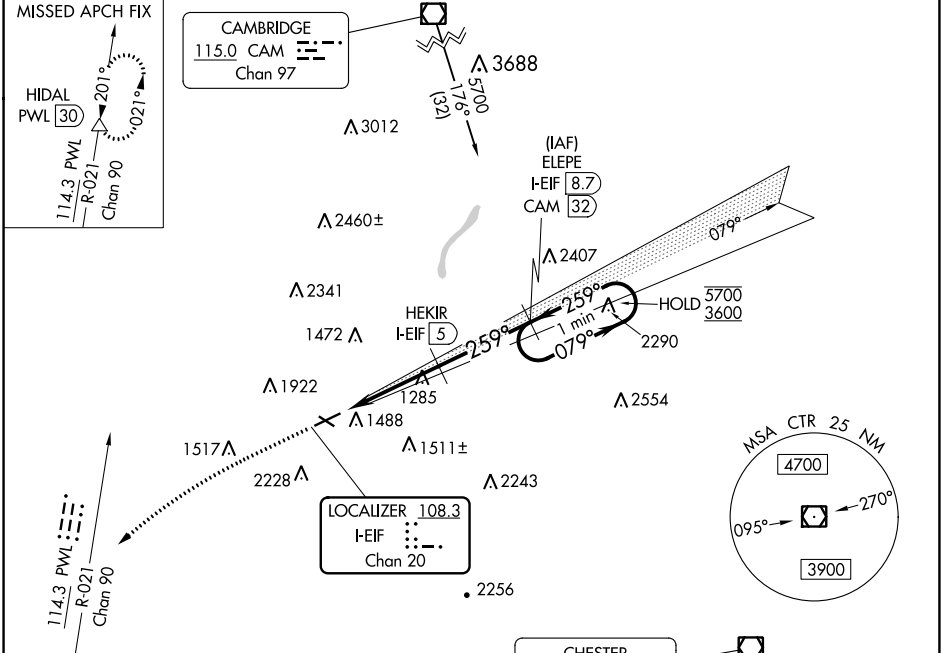 MISSED APCH FIX
HIDAL
PWL 30
201°
021°
114.3 PWL
R-021
Chan 90
CAMBRIDGE
115.0 CAM
Chan 97
3688
5700
176°
(32)
3012
(IAF)
ELEPE
I-EIF 8.7
CAM 32
2460±
079°
2407
2341
HOLD 5700
3600
259°
1 min
079°
2290
HEKIR
I-EIF 5
259°
1472
1922
1285
2554
1488
1517
1511±
2228
2243
MSA CTR 25 NM
4700
095°
270°
3900
LOCALIZER 108.3
I-EIF
Chan 20
114.3 PWL
R-021
Chan 90
2256
CHESTER